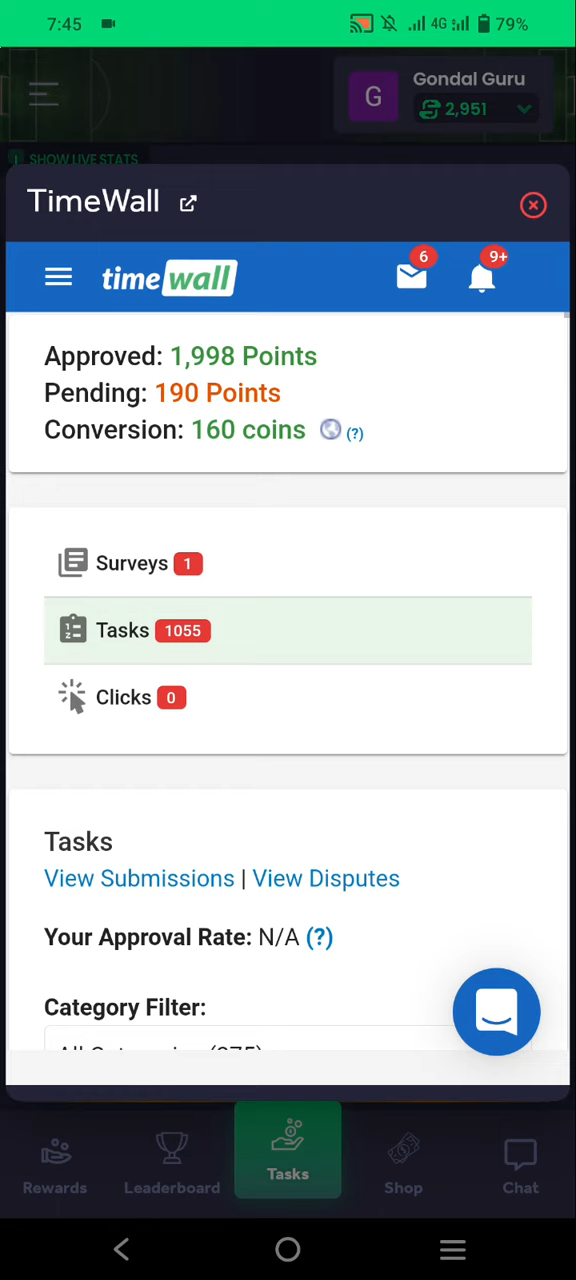 7:45
4G
79%
G
Gondal Guru
2,951
SHOW LIVE STATS
TimeWall
timewall
6
9+
Approved: 1,998 Points
Pending: 190 Points
Conversion: 160 coins (?)
Surveys 1
Tasks 1055
Clicks 0
Tasks
View Submissions | View Disputes
Your Approval Rate: N/A (?)
Category Filter:
Rewards
Leaderboard
Tasks
Shop
Chat